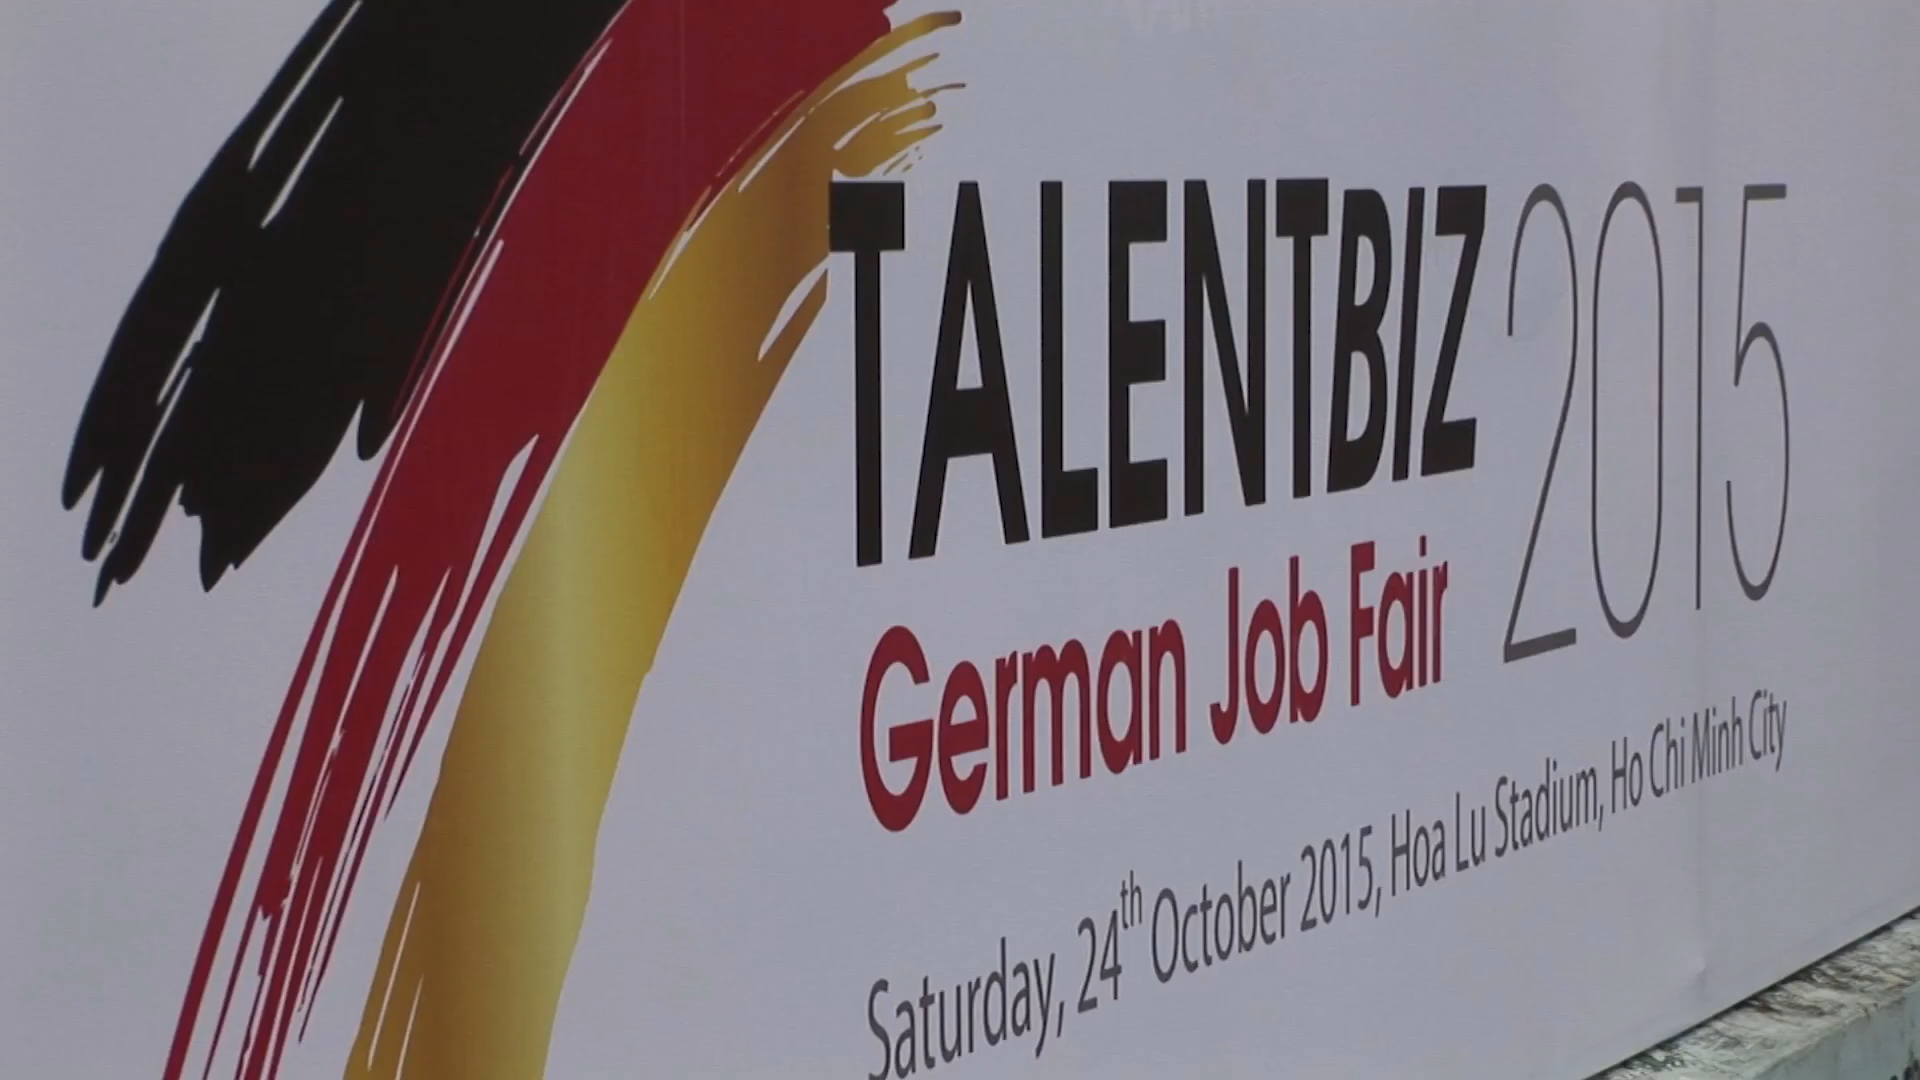 TALENTBIZ 2015
German Job Fair
Saturday, 24th October 2015, Hoa Lu Stadium, Ho Chi Minh City